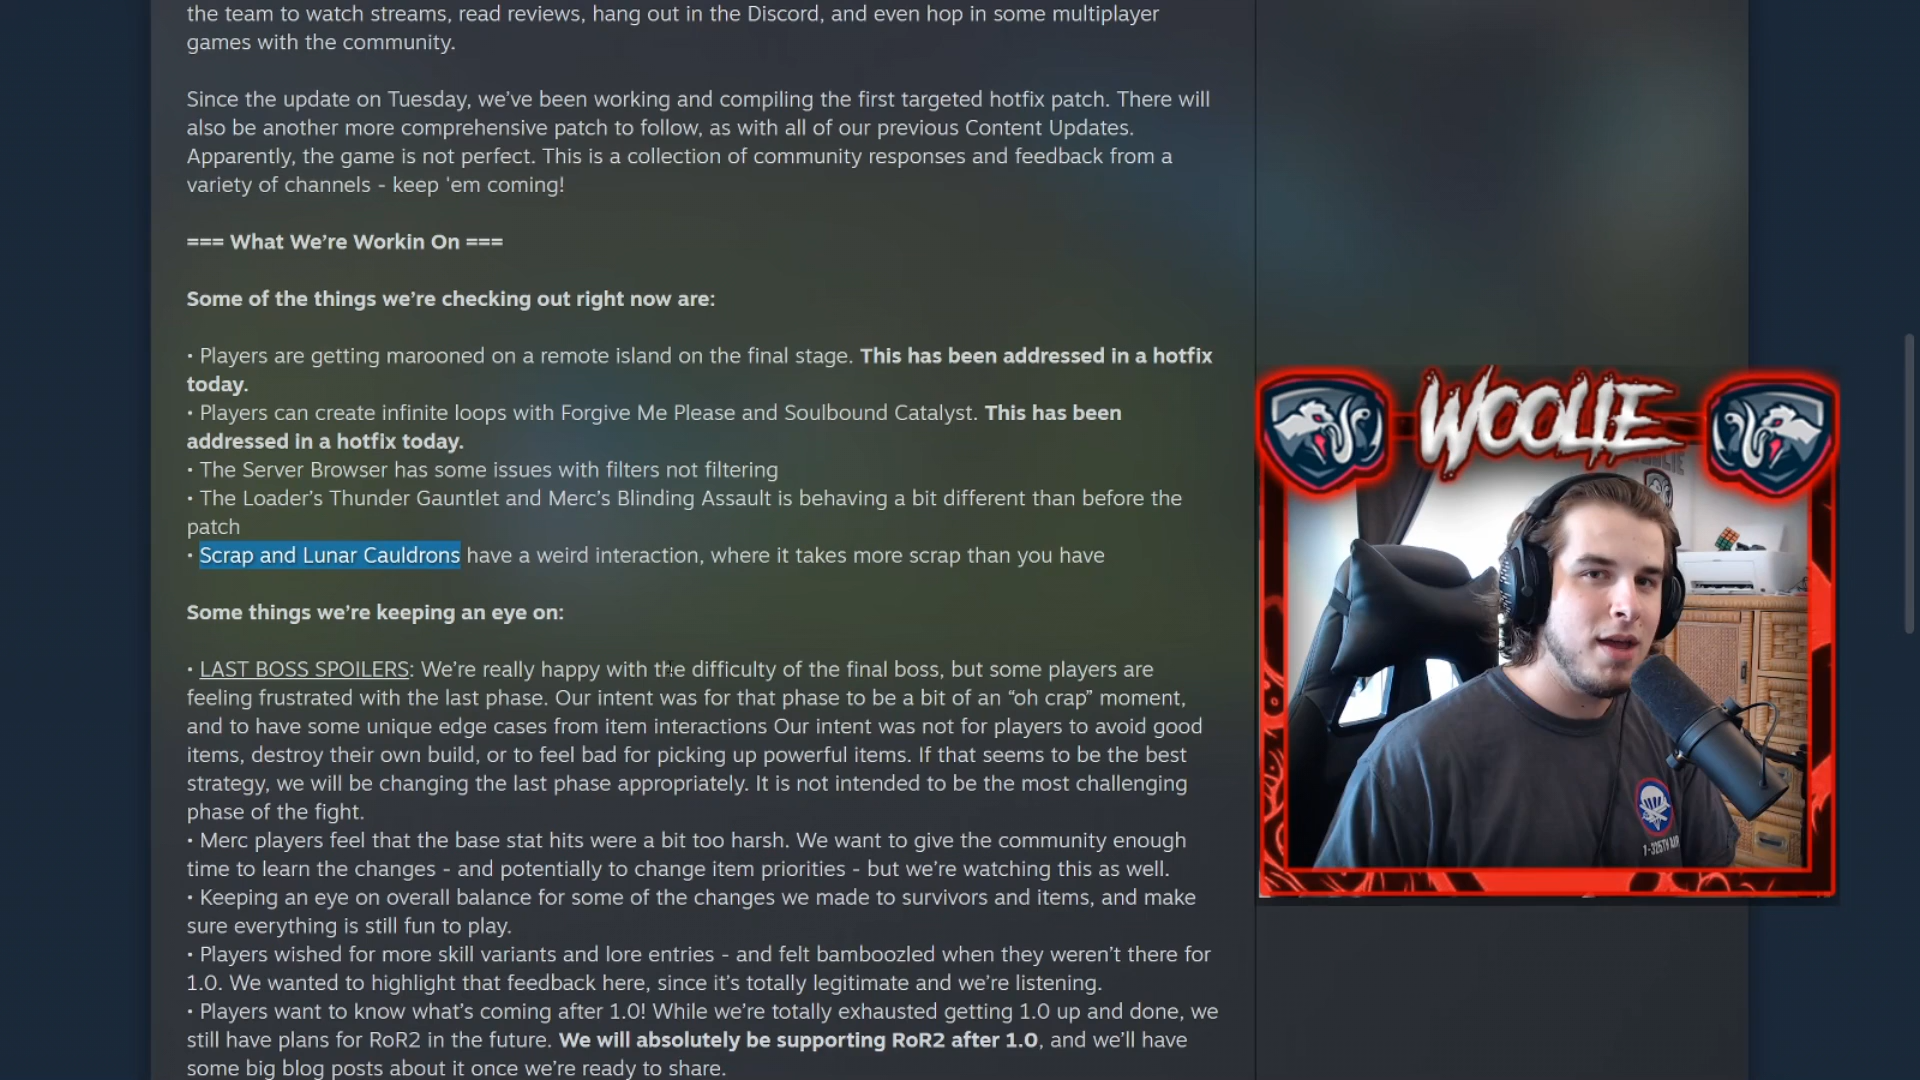 the team to watch streams, read reviews, hang out in the Discord, and even hop in some multiplayer
games with the community.
Since the update on Tuesday, we've been working and compiling the first targeted hotfix patch. There will
also be another more comprehensive patch to follow, as with all of our previous Content Updates.
Apparently, the game is not perfect. This is a collection of community responses and feedback from a
variety of channels - keep ‘em coming!
=== What We’re Workin On ===
Some of the things we’re checking out right now are:
• Players are getting marooned on a remote island on the final stage. This has been addressed in a hotfix
today.
• Players can create infinite loops with Forgive Me Please and Soulbound Catalyst. This has been
addressed in a hotfix today.
• The Server Browser has some issues with filters not filtering
• The Loader’s Thunder Gauntlet and Merc’s Blinding Assault is behaving a bit different than before the
patch
• Scrap and Lunar Cauldrons have a weird interaction, where it takes more scrap than you have
Some things we’re keeping an eye on:
• LAST BOSS SPOILERS: We’re really happy with the difficulty of the final boss, but some players are
feeling frustrated with the last phase. Our intent was for that phase to be a bit of an “oh crap” moment,
and to have some unique edge cases from item interactions Our intent was not for players to avoid good
items, destroy their own build, or to feel bad for picking up powerful items. If that seems to be the best
strategy, we will be changing the last phase appropriately. It is not intended to be the most challenging
phase of the fight.
• Merc players feel that the base stat hits were a bit too harsh. We want to give the community enough
time to learn the changes - and potentially to change item priorities - but we’re watching this as well.
• Keeping an eye on overall balance for some of the changes we made to survivors and items, and make
sure everything is still fun to play.
• Players wished for more skill variants and lore entries - and felt bamboozled when they weren’t there for
1.0. We wanted to highlight that feedback here, since it’s totally legitimate and we’re listening.
• Players want to know what’s coming after 1.0! While we’re totally exhausted getting 1.0 up and done, we
still have plans for RoR2 in the future. We will absolutely be supporting RoR2 after 1.0, and we’ll have
some big blog posts about it once we’re ready to share.
WOOLIE